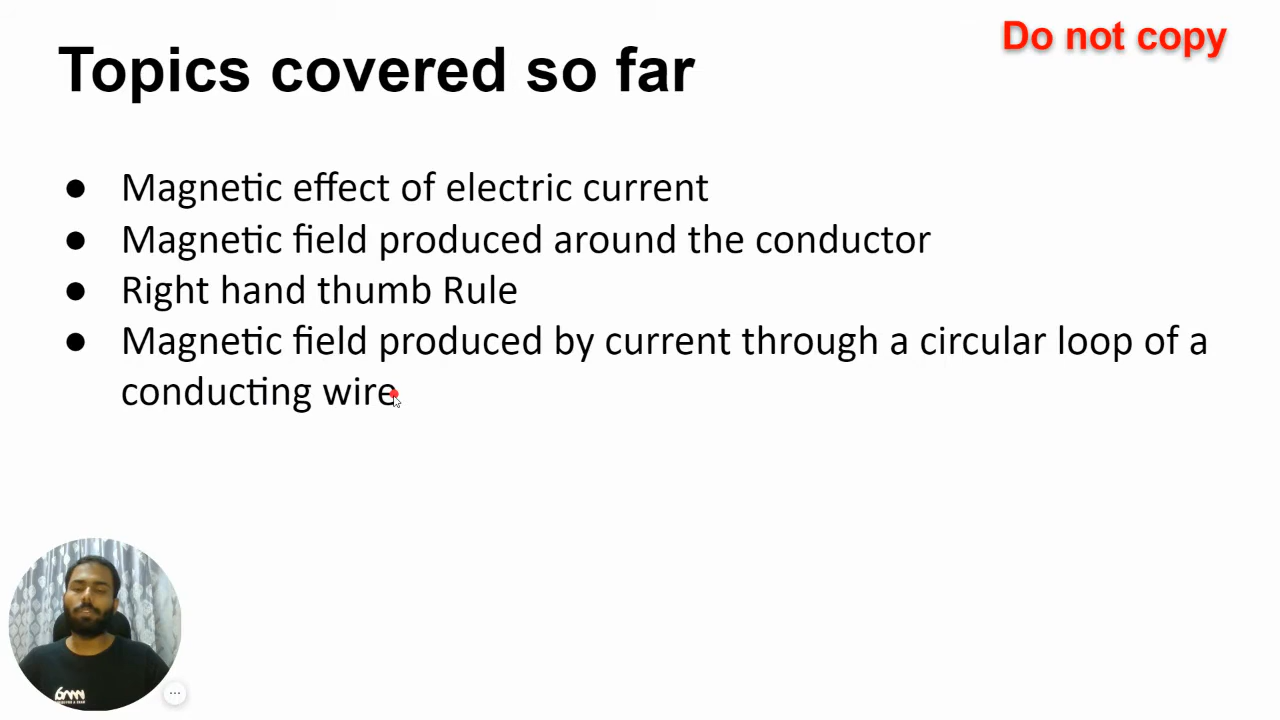 Do not copy
Topics covered so far
● Magnetic effect of electric current
● Magnetic field produced around the conductor
● Right hand thumb Rule
● Magnetic field produced by current through a circular loop of a
conducting wire